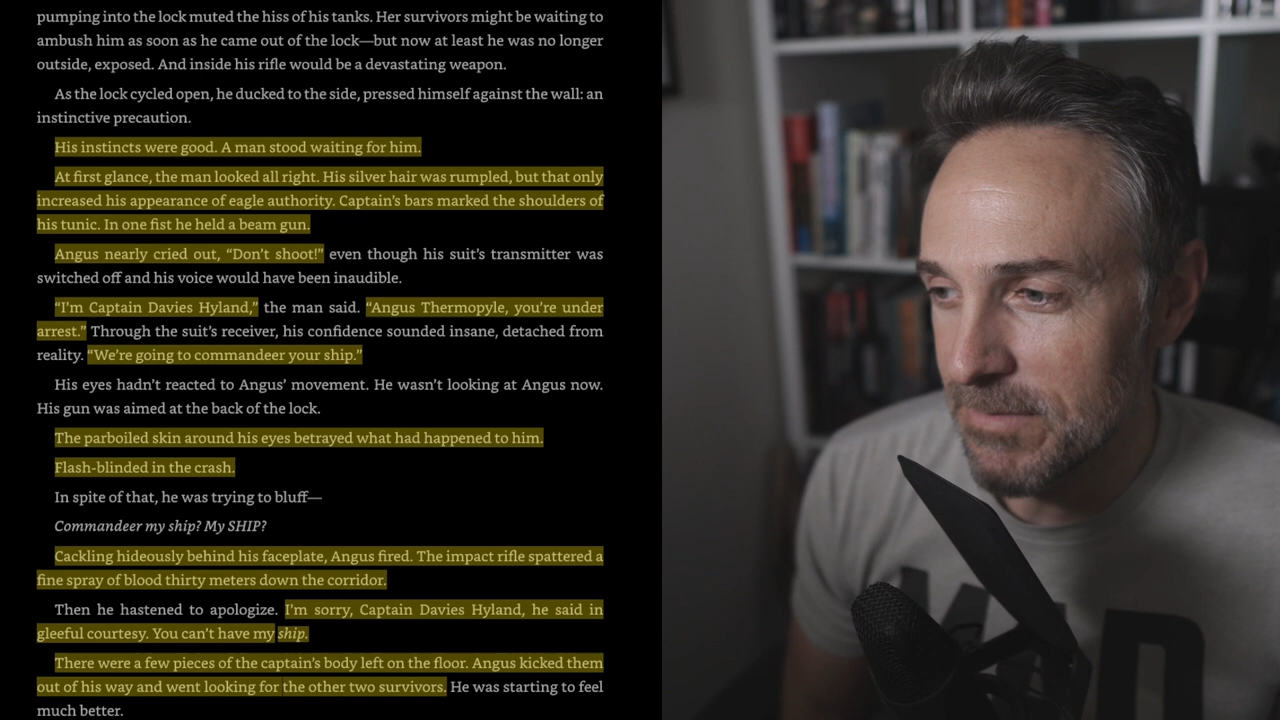 pumping into the lock muted the hiss of his tanks. Her survivors might be waiting to
ambush him as soon as he came out of the lock—but now at least he was no longer
outside, exposed. And inside his rifle would be a devastating weapon.
As the lock cycled open, he ducked to the side, pressed himself against the wall: an
instinctive precaution.
His instincts were good. A man stood waiting for him.
At first glance, the man looked all right. His silver hair was rumpled, but that only
increased his appearance of eagle authority. Captain’s bars marked the shoulders of
his tunic. In one fist he held a beam gun.
Angus nearly cried out, “Don’t shoot!” even though his suit’s transmitter was
switched off and his voice would have been inaudible.
“I’m Captain Davies Hyland,” the man said. “Angus Thermopyle, you’re under
arrest.” Through the suit’s receiver, his confidence sounded insane, detached from
reality. “We’re going to commandeer your ship.”
His eyes hadn’t reacted to Angus’ movement. He wasn’t looking at Angus now.
His gun was aimed at the back of the lock.
The parboiled skin around his eyes betrayed what had happened to him.
Flash-blinded in the crash.
In spite of that, he was trying to bluff—
Commandeer my ship? My SHIP?
Cackling hideously behind his faceplate, Angus fired. The impact rifle spattered a
fine spray of blood thirty meters down the corridor.
Then he hastened to apologize. I’m sorry, Captain Davies Hyland, he said in
gleeful courtesy. You can’t have my ship.
There were a few pieces of the captain’s body left on the floor. Angus kicked them
out of his way and went looking for the other two survivors. He was starting to feel
much better.